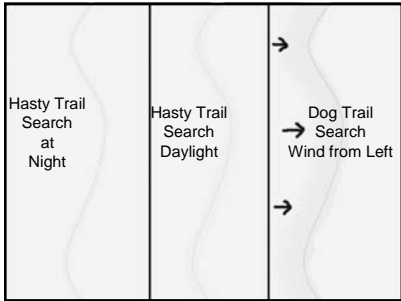 Hasty Trail
Search
at
Night
Hasty Trail
Search
Daylight
Dog Trail
Search
Wind from Left